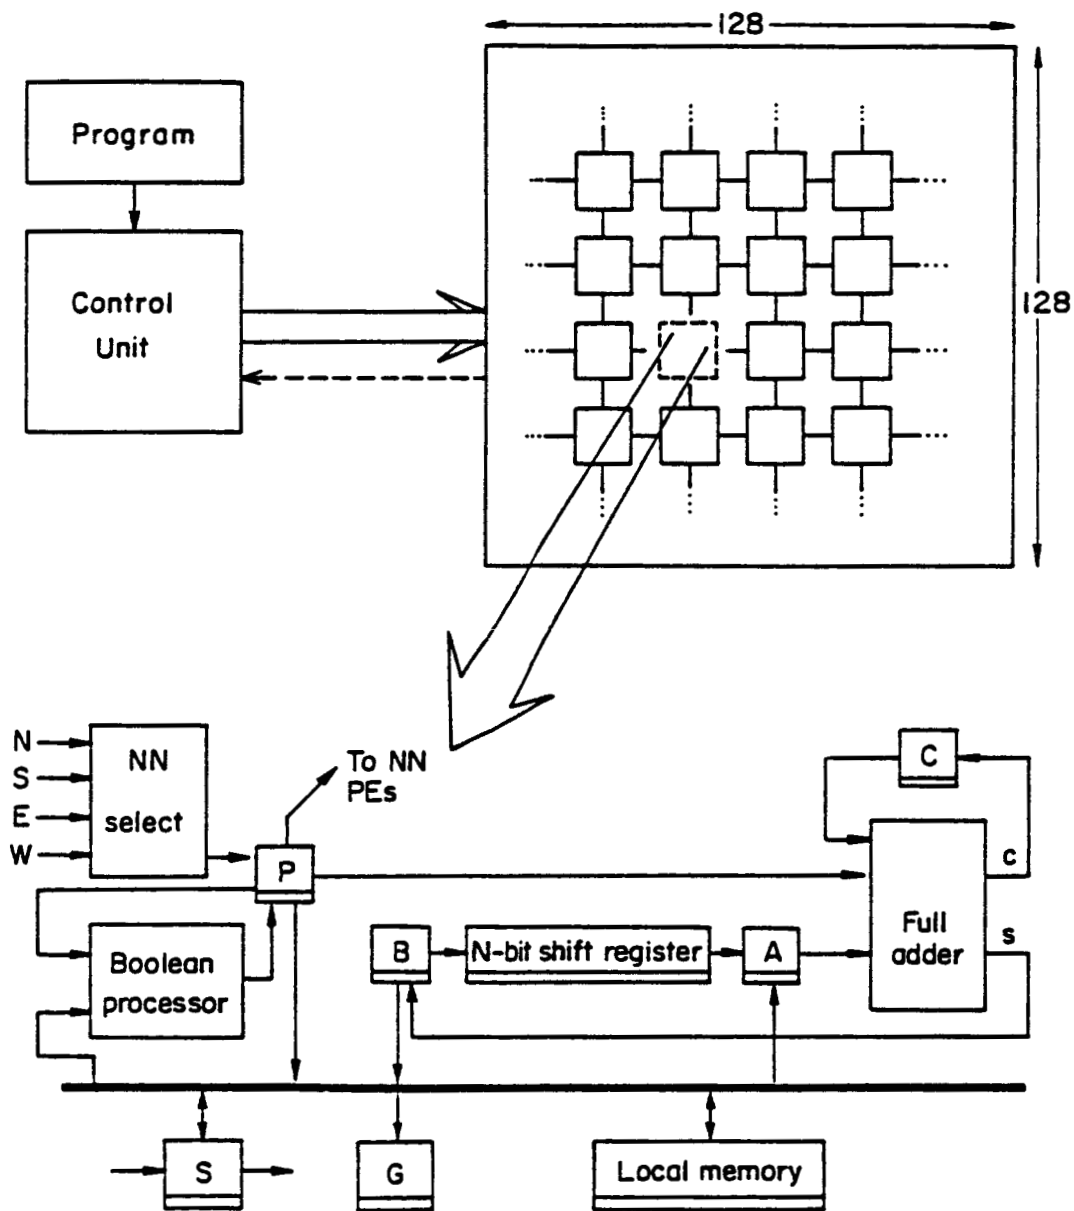 128
Program
Control
Unit
128
N
S
E
W
NN
select
To NN
PEs
P
C
c
s
Full
adder
B
N-bit shift register
A
Boolean
processor
S
G
Local memory